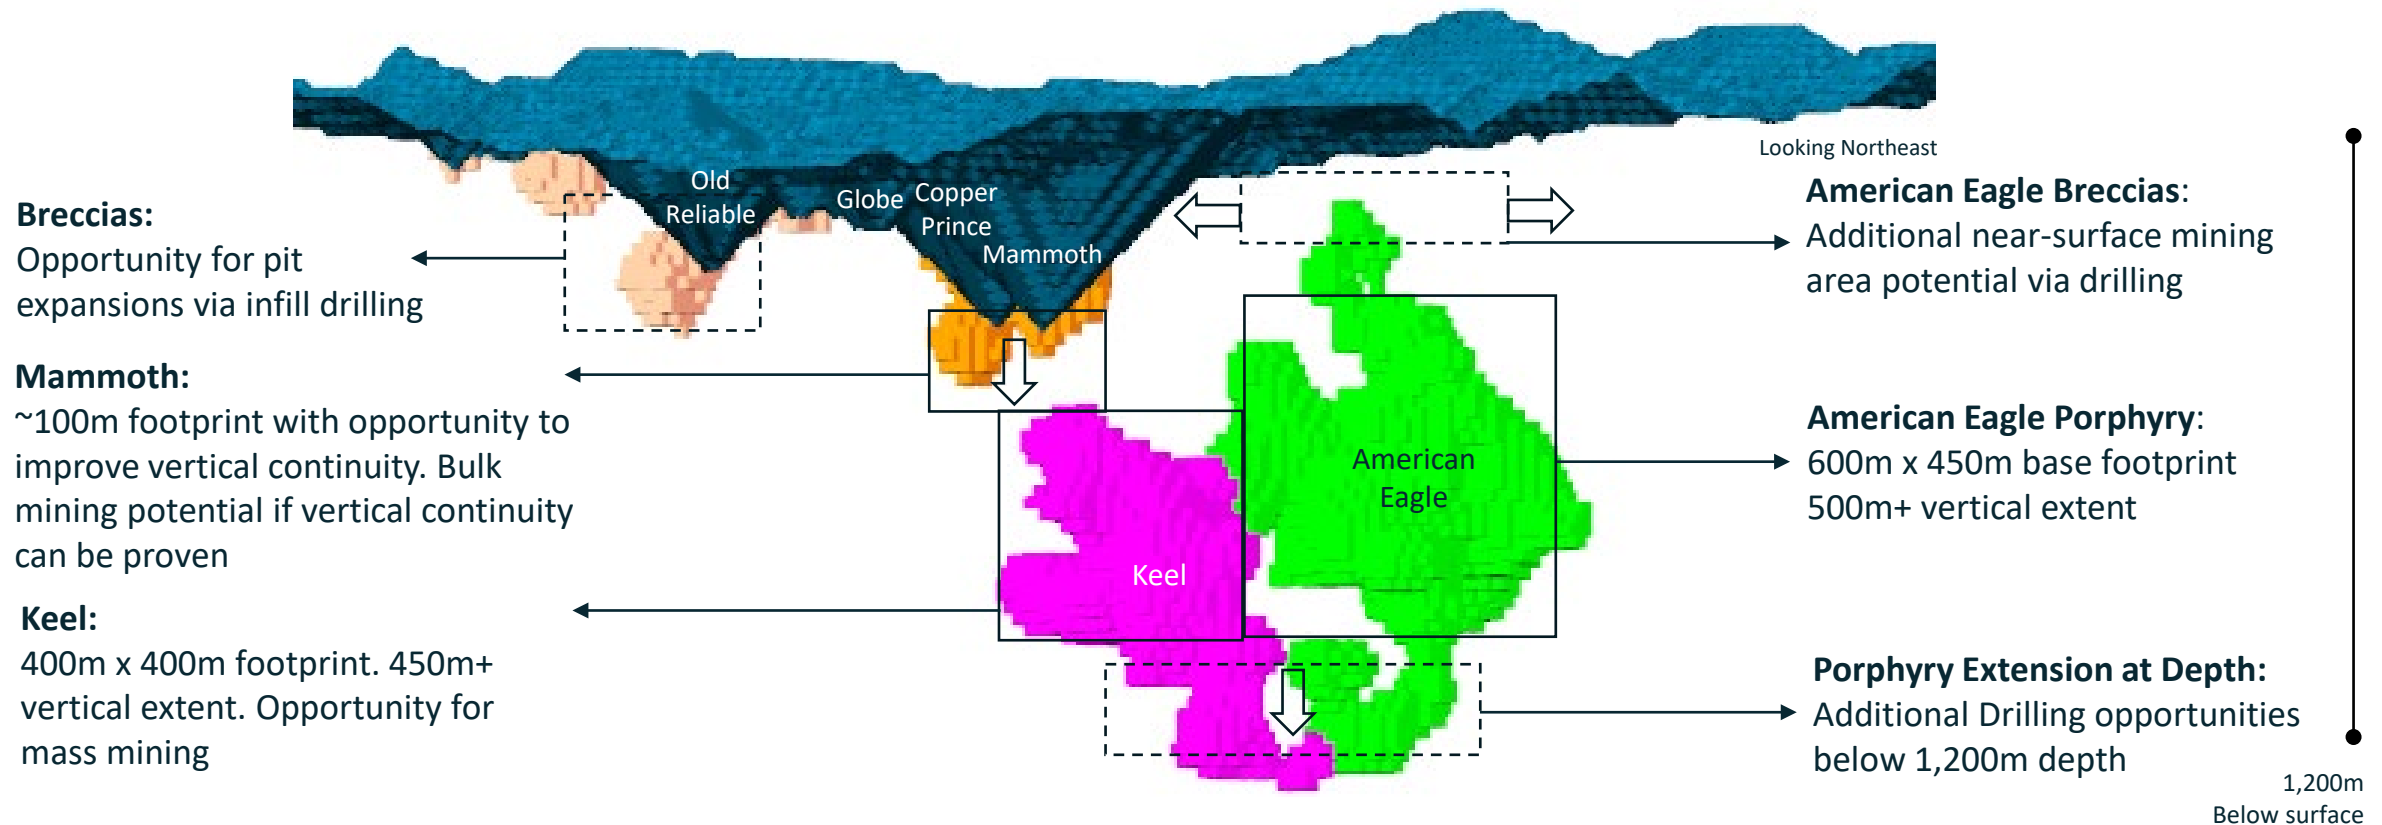 Looking Northeast
Old
Reliable
Globe
Copper
Prince
Mammoth
American
Eagle
Keel
Breccias:
Opportunity for pit
expansions via infill drilling
Mammoth:
~100m footprint with opportunity to
improve vertical continuity. Bulk
mining potential if vertical continuity
can be proven
Keel:
400m x 400m footprint. 450m+
vertical extent. Opportunity for
mass mining
American Eagle Breccias:
Additional near-surface mining
area potential via drilling
American Eagle Porphyry:
600m x 450m base footprint
500m+ vertical extent
Porphyry Extension at Depth:
Additional Drilling opportunities
below 1,200m depth
1,200m
Below surface